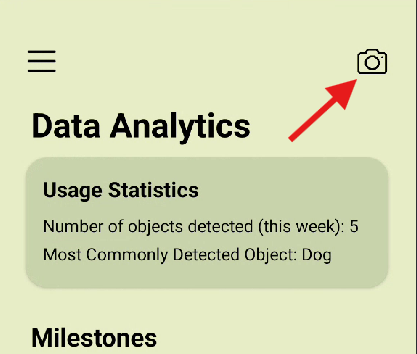 Data Analytics
Usage Statistics
Number of objects detected (this week): 5
Most Commonly Detected Object: Dog
Milestones